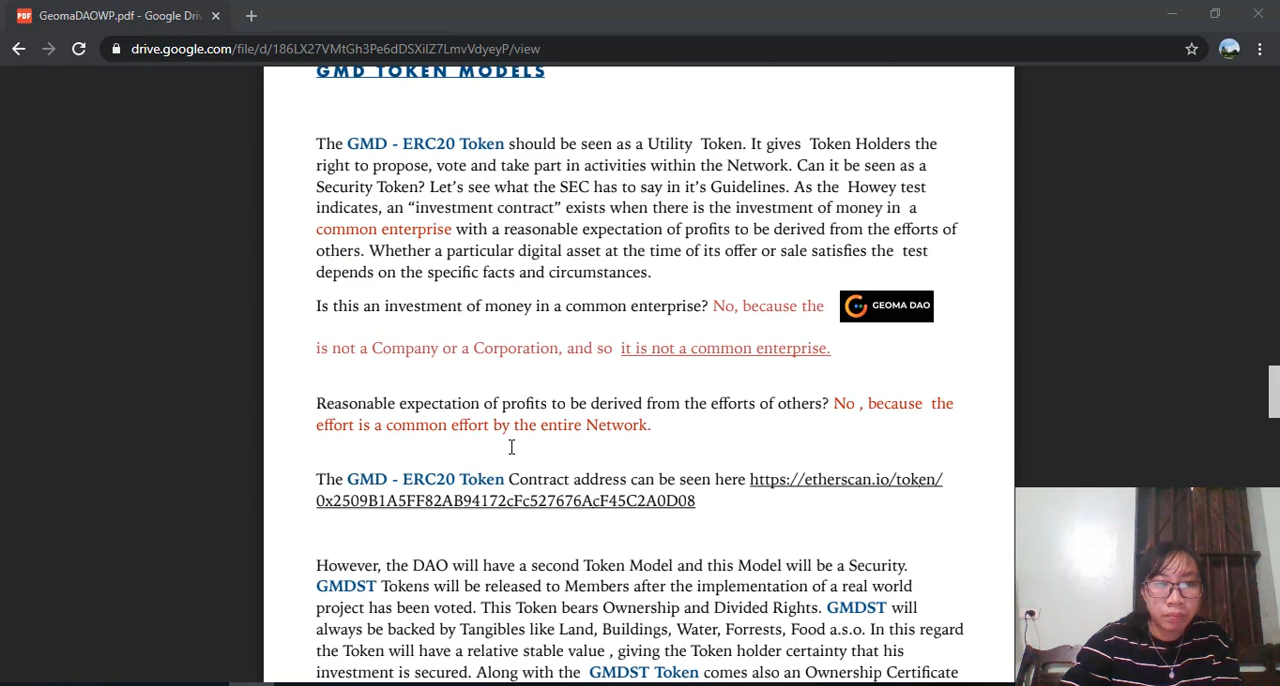 GeomaDAOWP.pdf - Google Driv
drive.google.com/file/d/186LX27VMtGh3Pe6dDSXiIZ7LmvVdyeyP/view
GMD TOKEN MODELS
The GMD - ERC20 Token should be seen as a Utility Token. It gives Token Holders the
right to propose, vote and take part in activities within the Network. Can it be seen as a
Security Token? Let’s see what the SEC has to say in it’s Guidelines. As the Howey test
indicates, an “investment contract” exists when there is the investment of money in a
common enterprise with a reasonable expectation of profits to be derived from the efforts of
others. Whether a particular digital asset at the time of its offer or sale satisfies the test
depends on the specific facts and circumstances.
Is this an investment of money in a common enterprise? No, because the GEOMA DAO
is not a Company or a Corporation, and so it is not a common enterprise.
Reasonable expectation of profits to be derived from the efforts of others? No , because the
effort is a common effort by the entire Network.
The GMD - ERC20 Token Contract address can be seen here https://etherscan.io/token/
0x2509B1A5FF82AB94172cFc527676AcF45C2A0D08
However, the DAO will have a second Token Model and this Model will be a Security.
GMDST Tokens will be released to Members after the implementation of a real world
project has been voted. This Token bears Ownership and Divided Rights. GMDST will
always be backed by Tangibles like Land, Buildings, Water, Forrests, Food a.s.o. In this regard
the Token will have a relative stable value , giving the Token holder certainty that his
investment is secured. Along with the GMDST Token comes also an Ownership Certificate